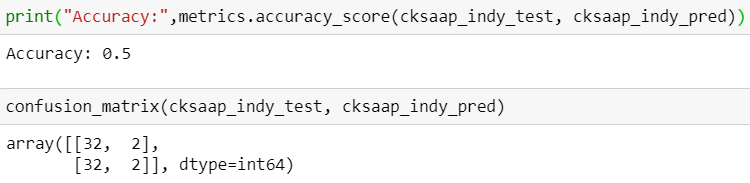 print("Accuracy:",metrics.accuracy_score(cksaap_indy_test, cksaap_indy_pred))
Accuracy: 0.5
confusion_matrix(cksaap_indy_test, cksaap_indy_pred)
array([[32,  2],
       [32,  2]], dtype=int64)